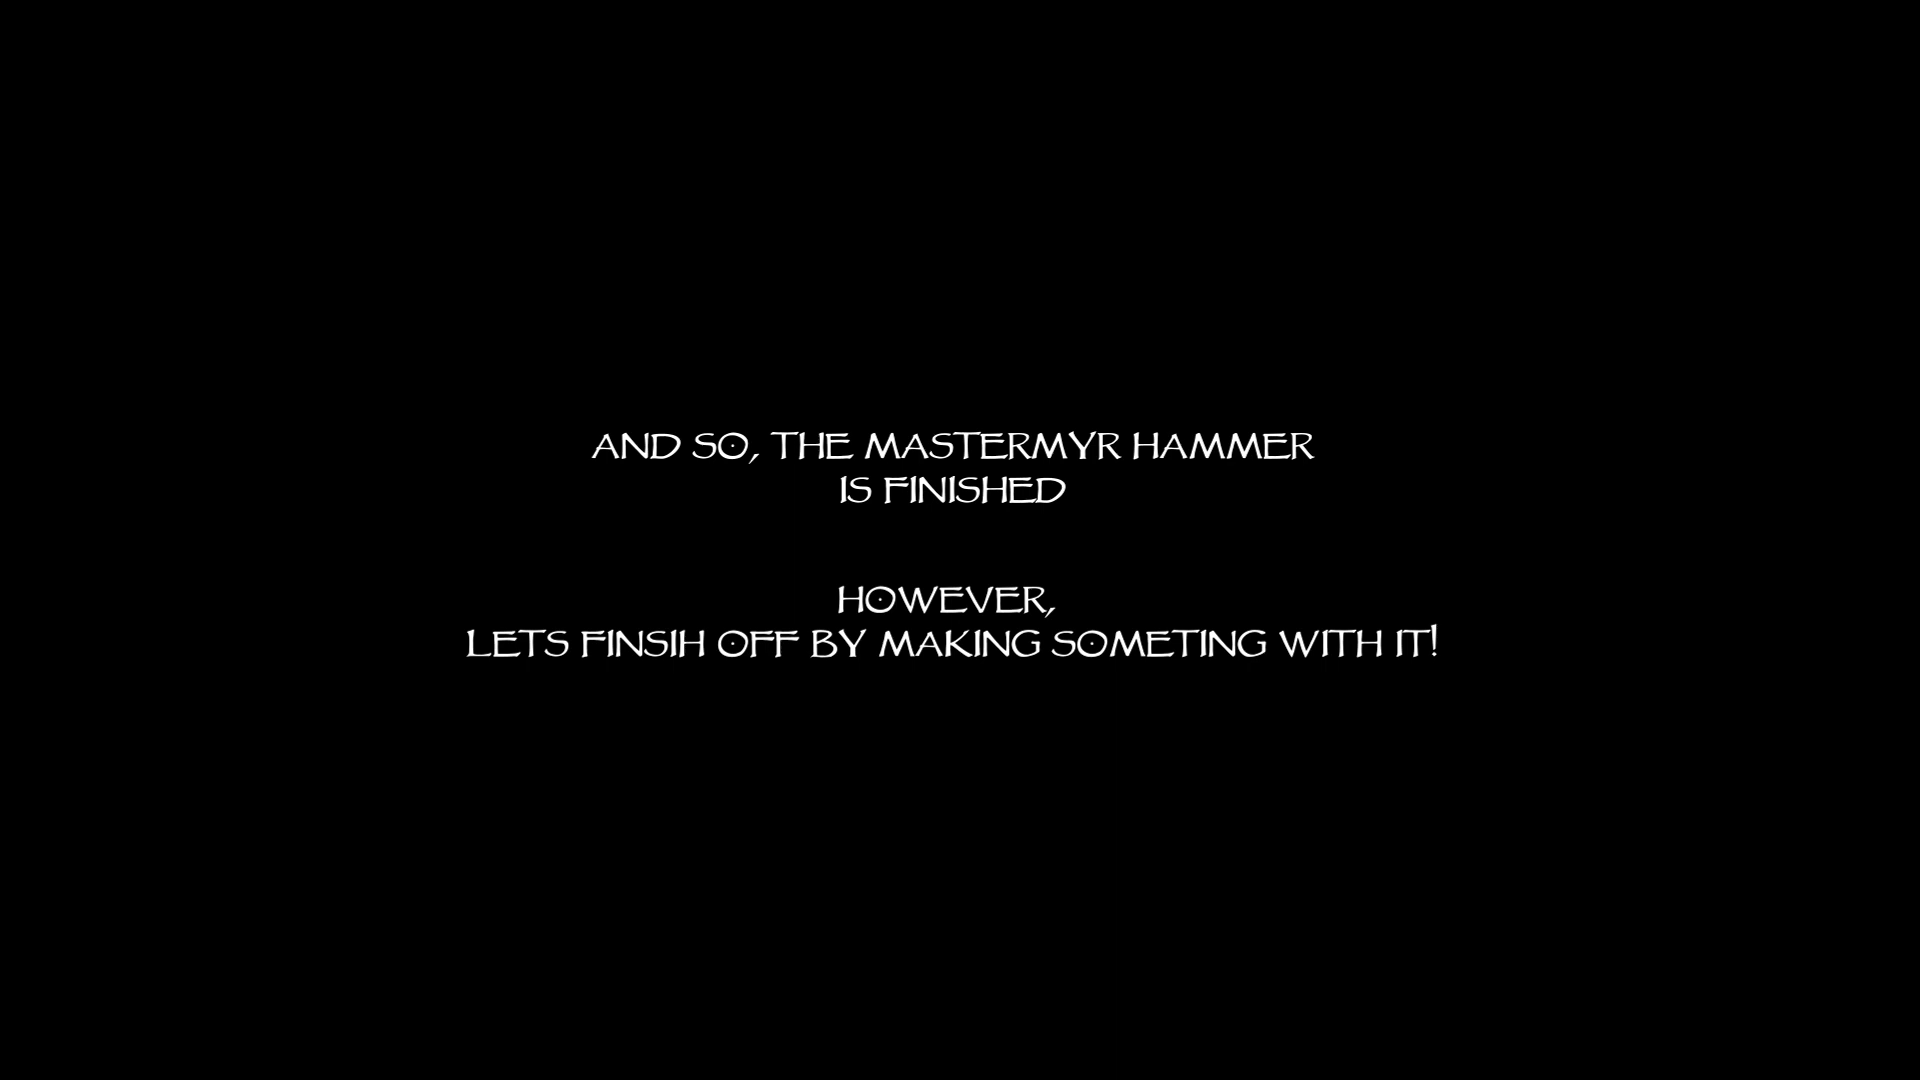 AND SO, THE MASTERMYR HAMMER
IS FINISHED
HOWEVER,
LETS FINSIH OFF BY MAKING SOMETING WITH IT!